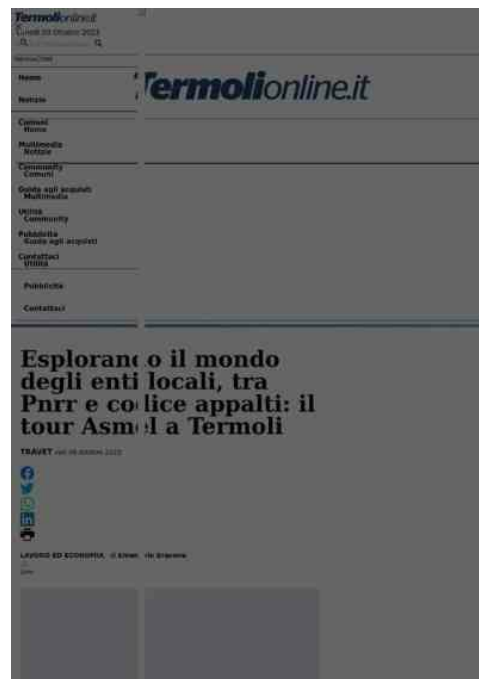 Termolionline.it
Lunedì 30 Ottobre 2023
Home
Notizie
Comuni
Home
Multimedia
Notizie
Community
Comuni
Guida agli acquisti
Multimedia
Utilità
Community
Pubblicità
Guida agli acquisti
Contattaci
Utilità
Pubblicità
Contattaci
Termolionline.it
Esplorando il mondo
degli enti locali, tra
Pnrr e codice appalti: il
tour Asmel a Termoli
TRAVET
LAVORO ED ECONOMIA